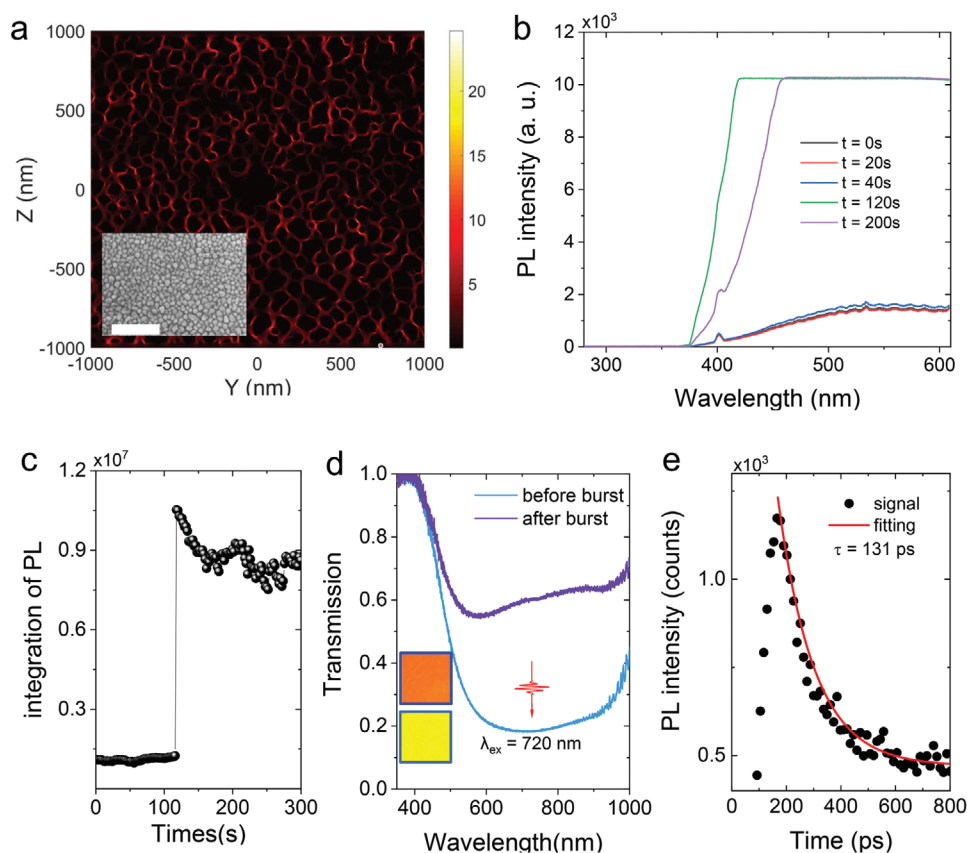 a
1000
500
0
-500
-1000
Z (nm)
-1000 -500 0 500 1000
Y (nm)
20
15
10
5
b
x10³
10
8
6
4
2
0
PL intensity (a. u.)
t = 0s
t = 20s
t = 40s
t = 120s
t = 200s
300 400 500 600
Wavelength (nm)
c
x10⁷
1.2
0.9
0.6
0.3
integration of PL
0 100 200 300
Times(s)
d
1.0
0.8
0.6
0.4
0.2
0.0
Transmission
before burst
after burst
λex = 720 nm
400 600 800 1000
Wavelength(nm)
e
x10³
1.0
0.5
PL intensity (counts)
signal
fitting
τ = 131 ps
0 200 400 600 800
Time (ps)